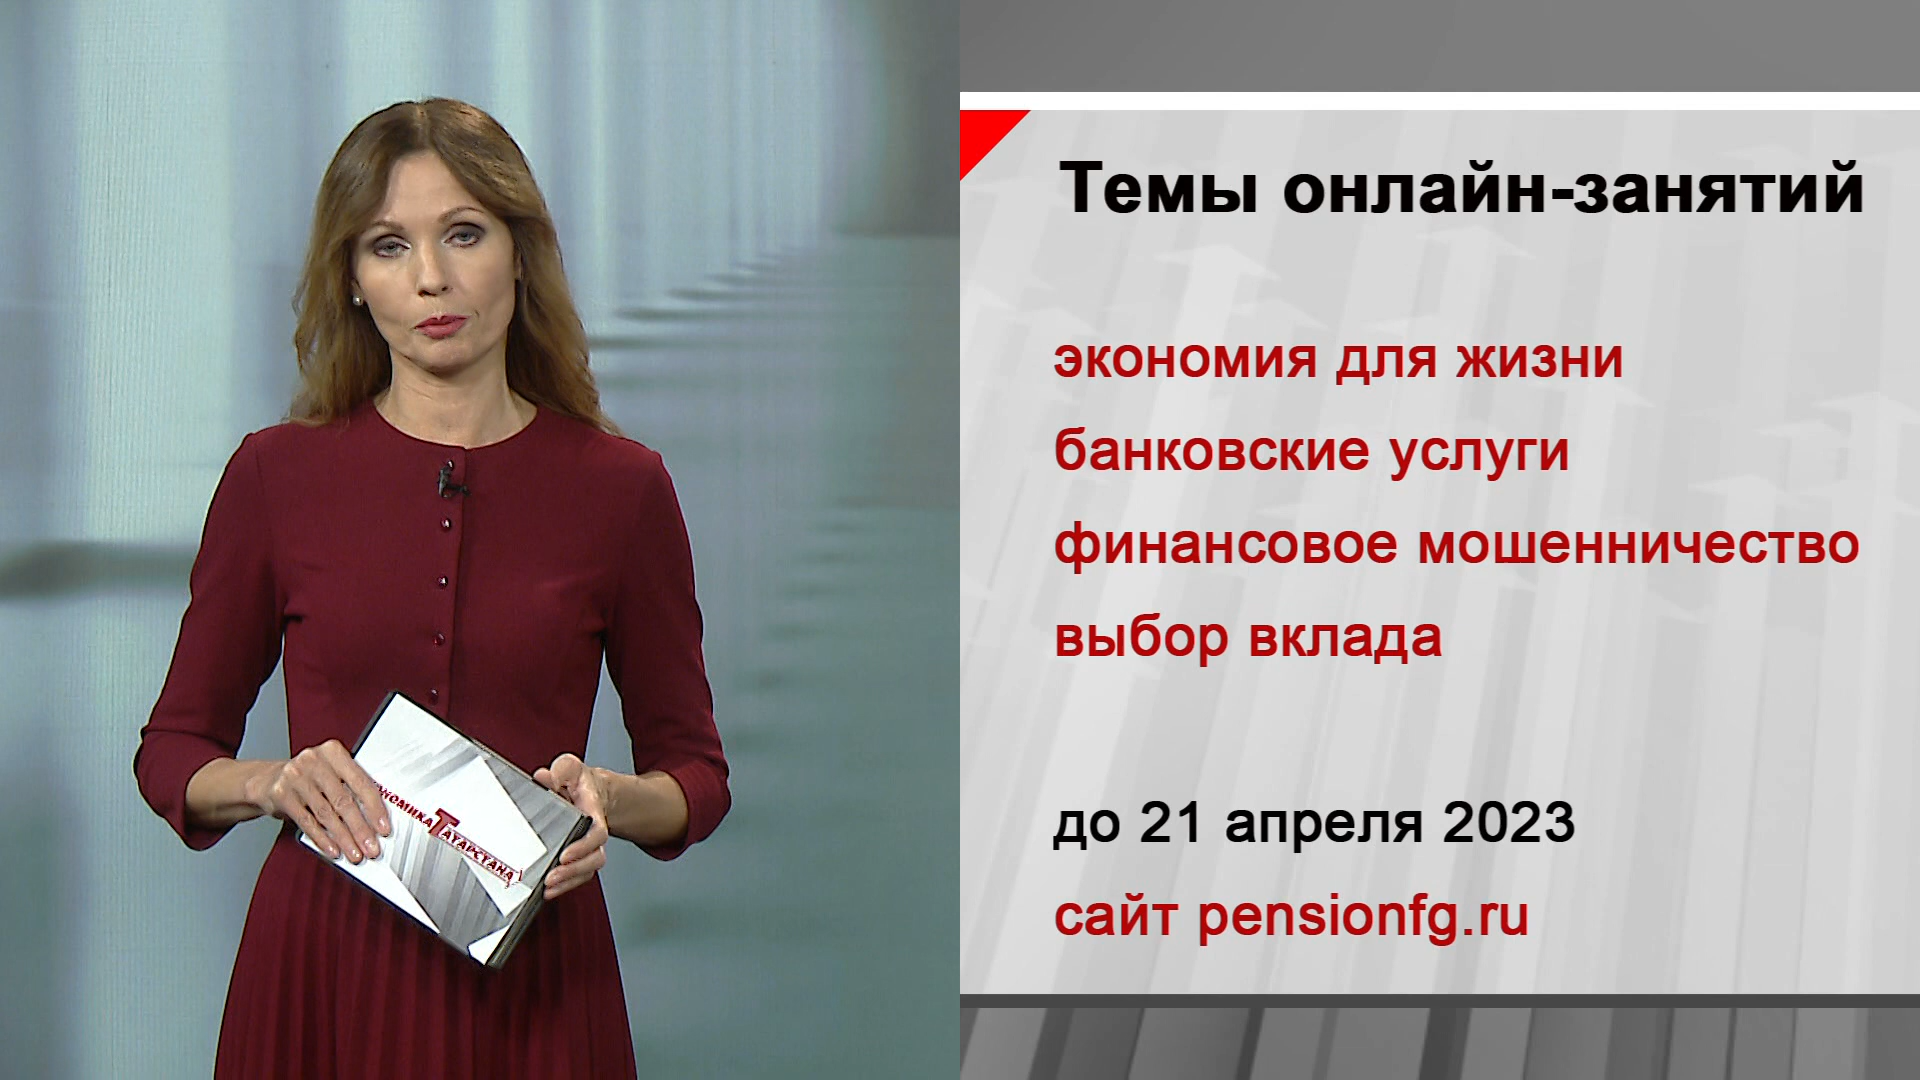 Темы онлайн-занятий
экономия для жизни
банковские услуги
финансовое мошенничество
выбор вклада
до 21 апреля 2023
сайт pensionfg.ru
Татарстана